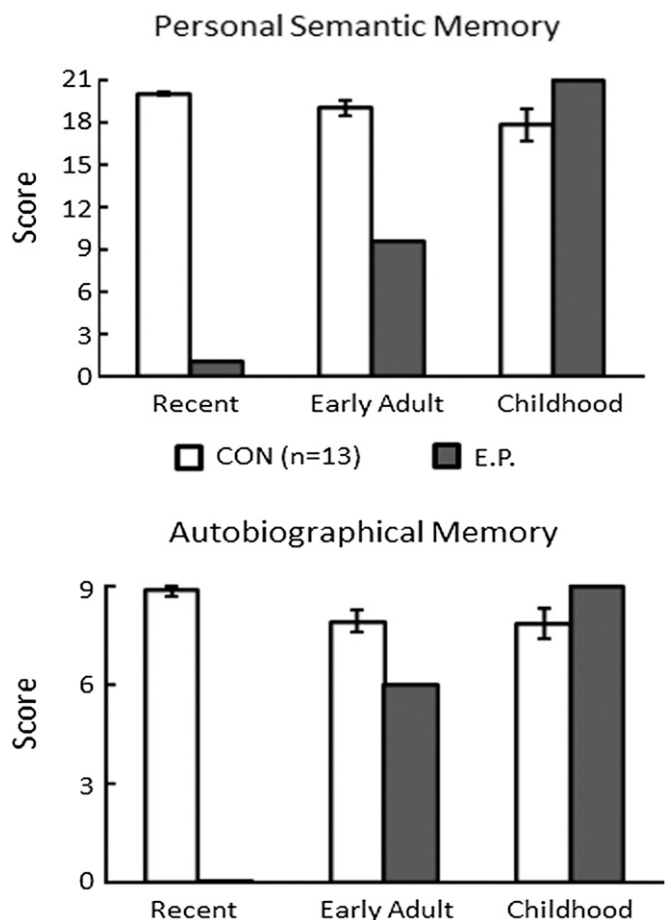 Personal Semantic Memory
21
18
15
12
9
6
3
0
Score
Recent Early Adult Childhood
CON (n=13) E.P.
Autobiographical Memory
9
6
3
0
Score
Recent Early Adult Childhood